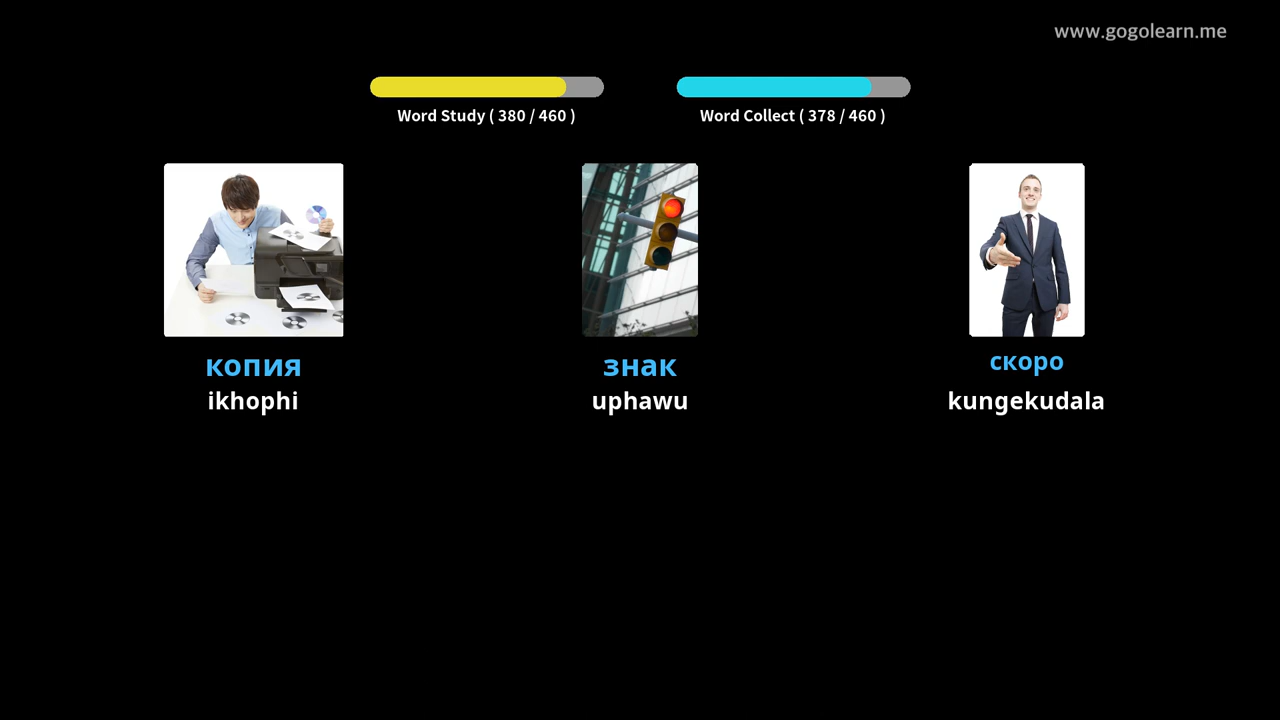 www.gogolearn.me
Word Study ( 380 / 460 )
Word Collect ( 378 / 460 )
копия
ikhophi
знак
uphawu
скоро
kungekudala